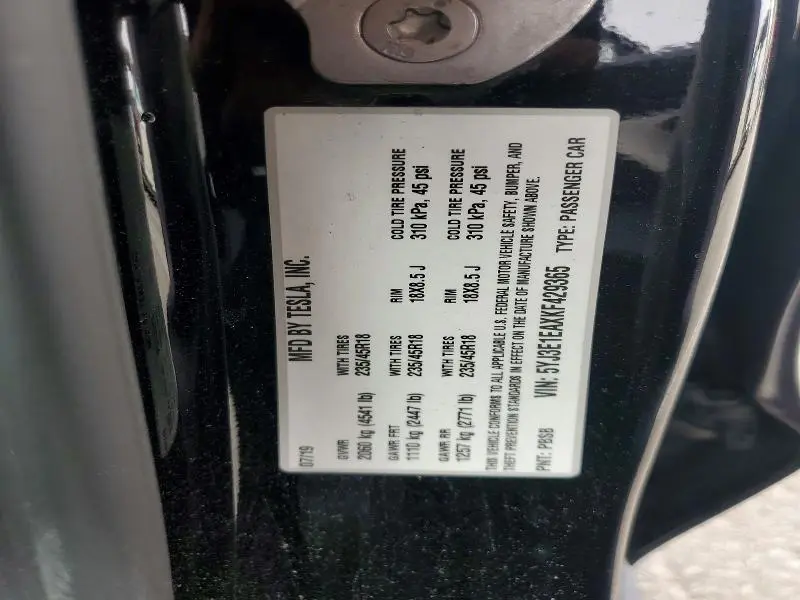 MFD BY TESLA, INC.
07/19
GVWR WITH TIRES
2060 kg (4541 lb) 235/45R18
GAWR FRT WITH TIRES RIM COLD TIRE PRESSURE
1110 kg (2447 lb) 235/45R18 18X8.5 J 310 kPa, 45 psi
GAWR RR WITH TIRES RIM COLD TIRE PRESSURE
1257 kg (2771 lb) 235/45R18 18X8.5 J 310 kPa, 45 psi
THIS VEHICLE CONFORMS TO ALL APPLICABLE U.S. FEDERAL MOTOR VEHICLE SAFETY, BUMPER, AND
THEFT PREVENTION STANDARDS IN EFFECT ON THE DATE OF MANUFACTURE SHOWN ABOVE.
VIN: 5YJ3E1EAXKF429365
PNT: PBSB TYPE: PASSENGER CAR